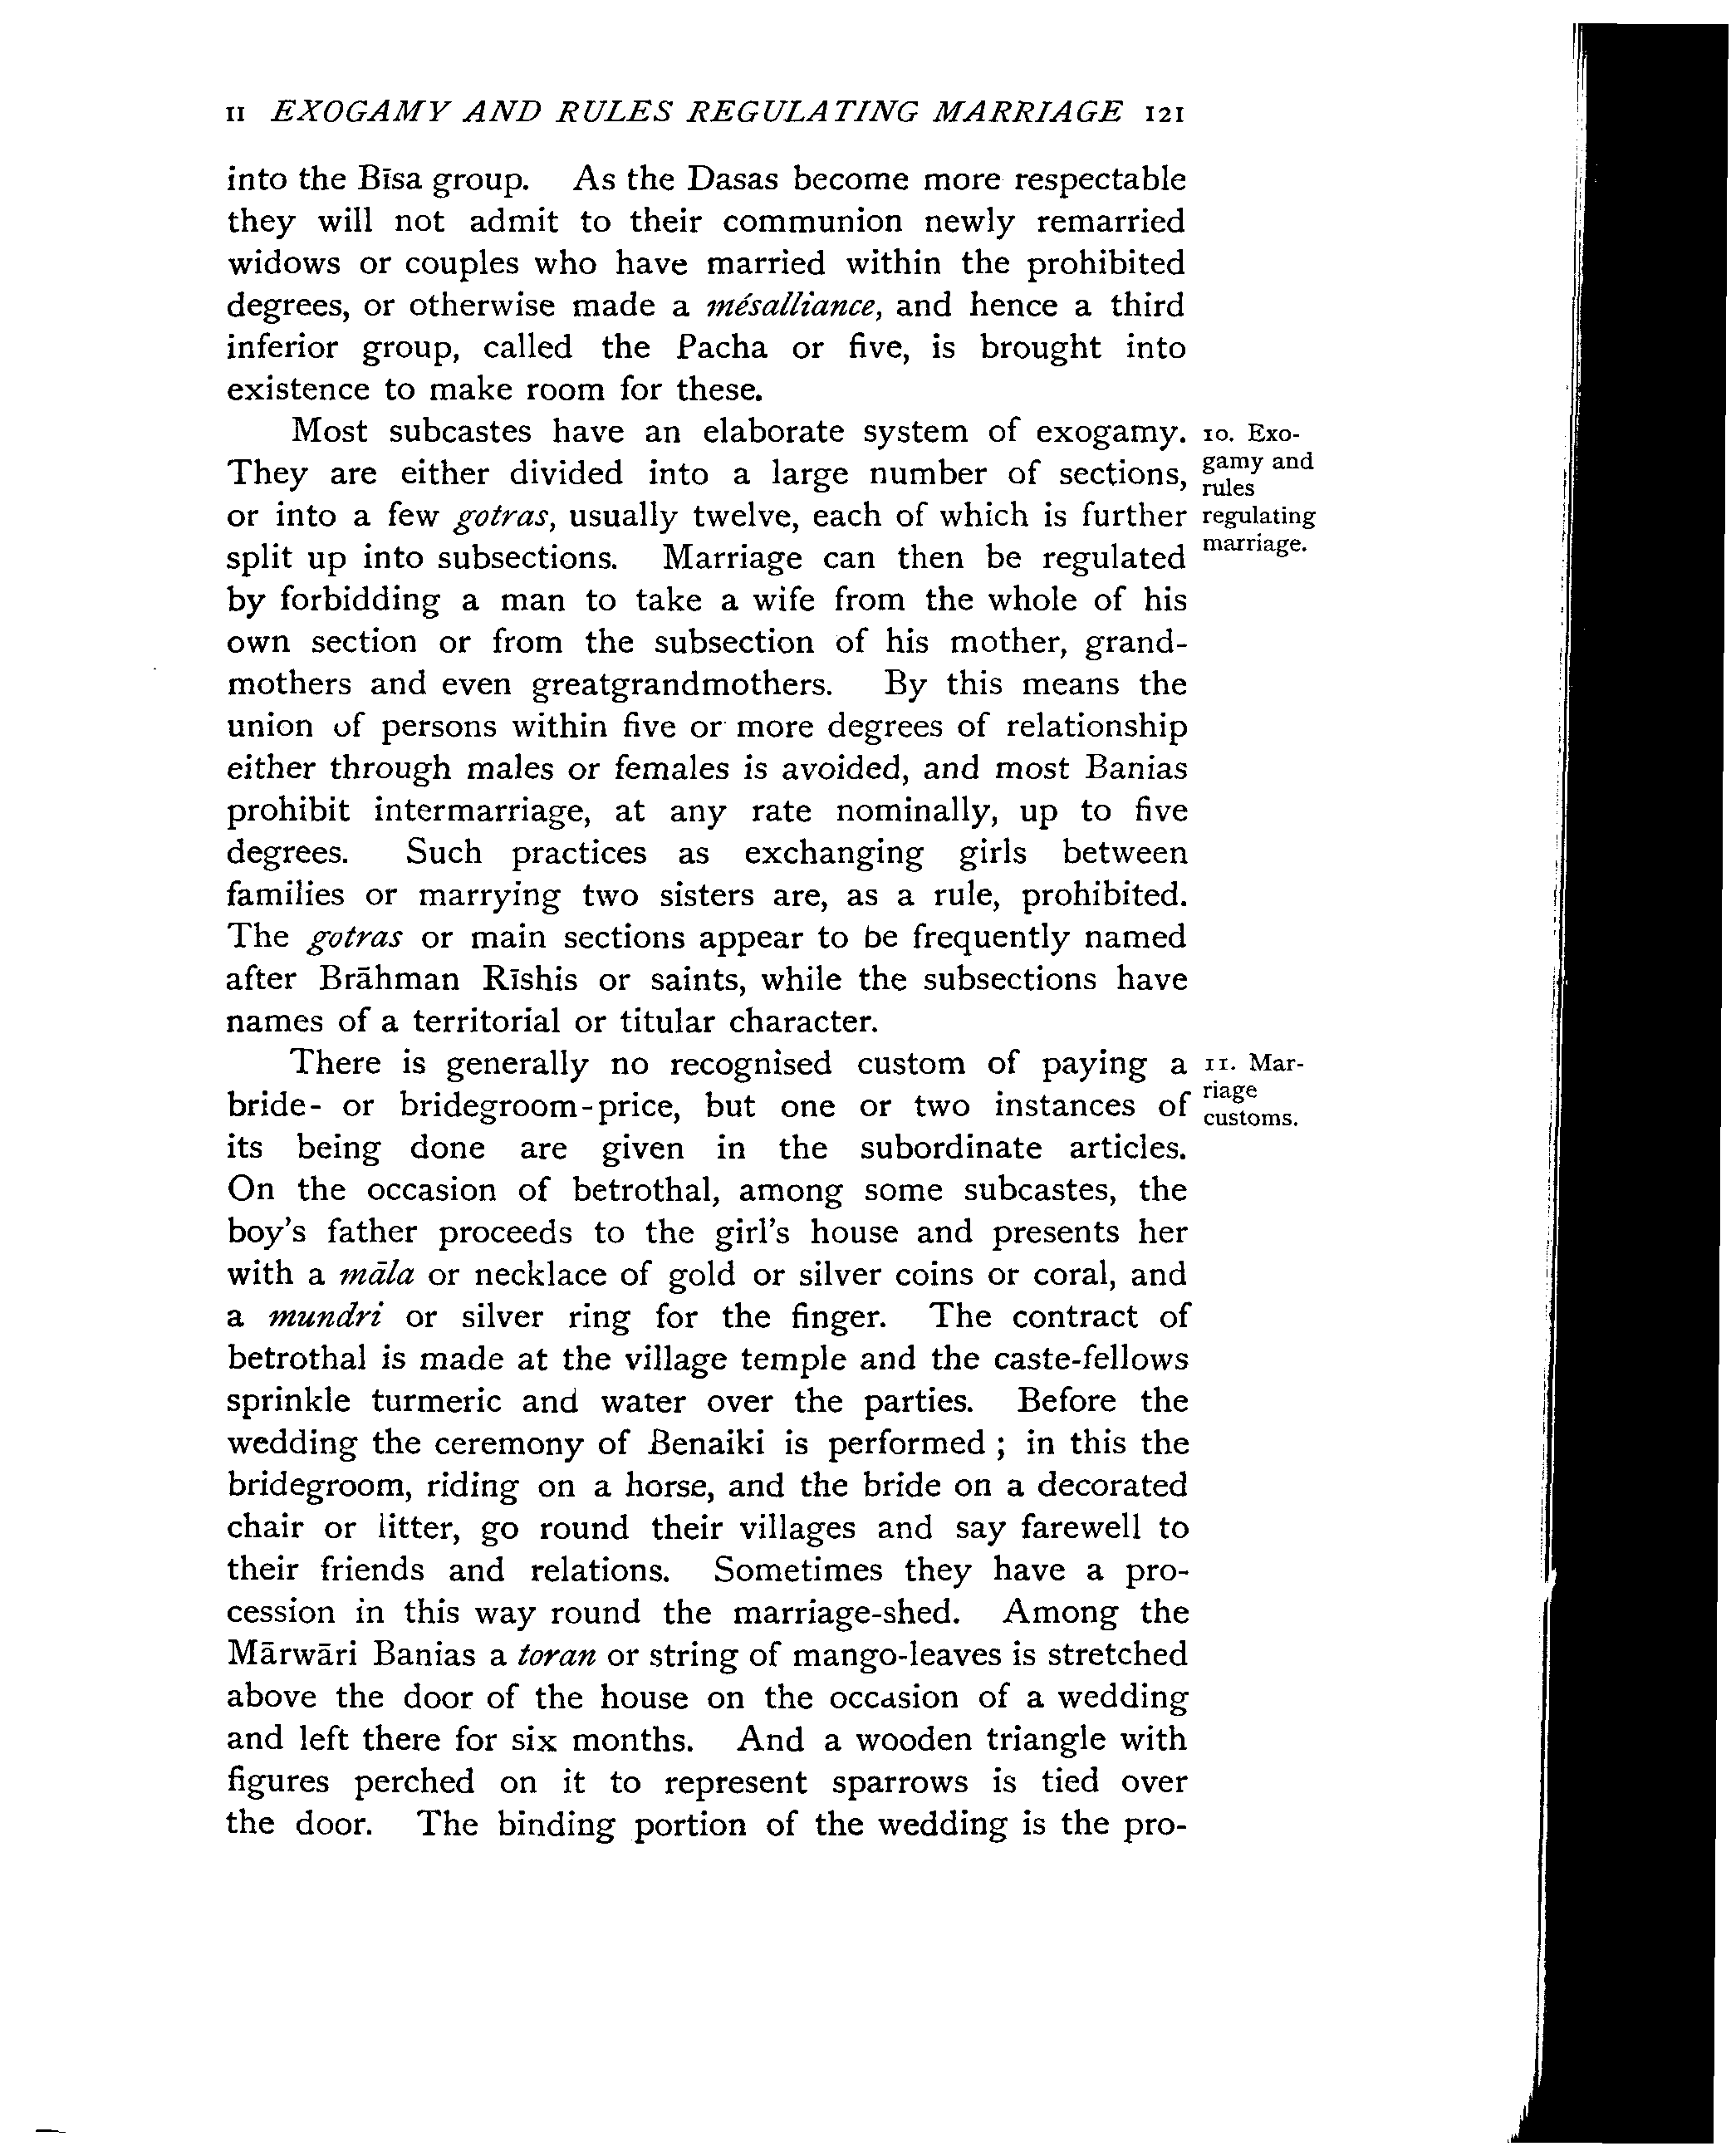 II EXOGAMY AND RULES REGULATING MARRIAGE 121
into the Bīsa group. As the Dasas become more respectable
they will not admit to their communion newly remarried
widows or couples who have married within the prohibited
degrees, or otherwise made a mésalliance, and hence a third
inferior group, called the Pacha or five, is brought into
existence to make room for these.
Most subcastes have an elaborate system of exogamy.
They are either divided into a large number of sections,
or into a few gotras, usually twelve, each of which is further
split up into subsections. Marriage can then be regulated
by forbidding a man to take a wife from the whole of his
own section or from the subsection of his mother, grand-
mothers and even greatgrandmothers. By this means the
union of persons within five or more degrees of relationship
either through males or females is avoided, and most Banias
prohibit intermarriage, at any rate nominally, up to five
degrees. Such practices as exchanging girls between
families or marrying two sisters are, as a rule, prohibited.
The gotras or main sections appear to be frequently named
after Brāhman Rīshis or saints, while the subsections have
names of a territorial or titular character.
10. Exo-
gamy and
rules
regulating
marriage.
There is generally no recognised custom of paying a
bride- or bridegroom-price, but one or two instances of
its being done are given in the subordinate articles.
On the occasion of betrothal, among some subcastes, the
boy's father proceeds to the girl's house and presents her
with a māla or necklace of gold or silver coins or coral, and
a mundri or silver ring for the finger. The contract of
betrothal is made at the village temple and the caste-fellows
sprinkle turmeric and water over the parties. Before the
wedding the ceremony of Benaiki is performed ; in this the
bridegroom, riding on a horse, and the bride on a decorated
chair or litter, go round their villages and say farewell to
their friends and relations. Sometimes they have a pro-
cession in this way round the marriage-shed. Among the
Mārwāri Banias a toran or string of mango-leaves is stretched
above the door of the house on the occasion of a wedding
and left there for six months. And a wooden triangle with
figures perched on it to represent sparrows is tied over
the door. The binding portion of the wedding is the pro-
11. Mar-
riage
customs.